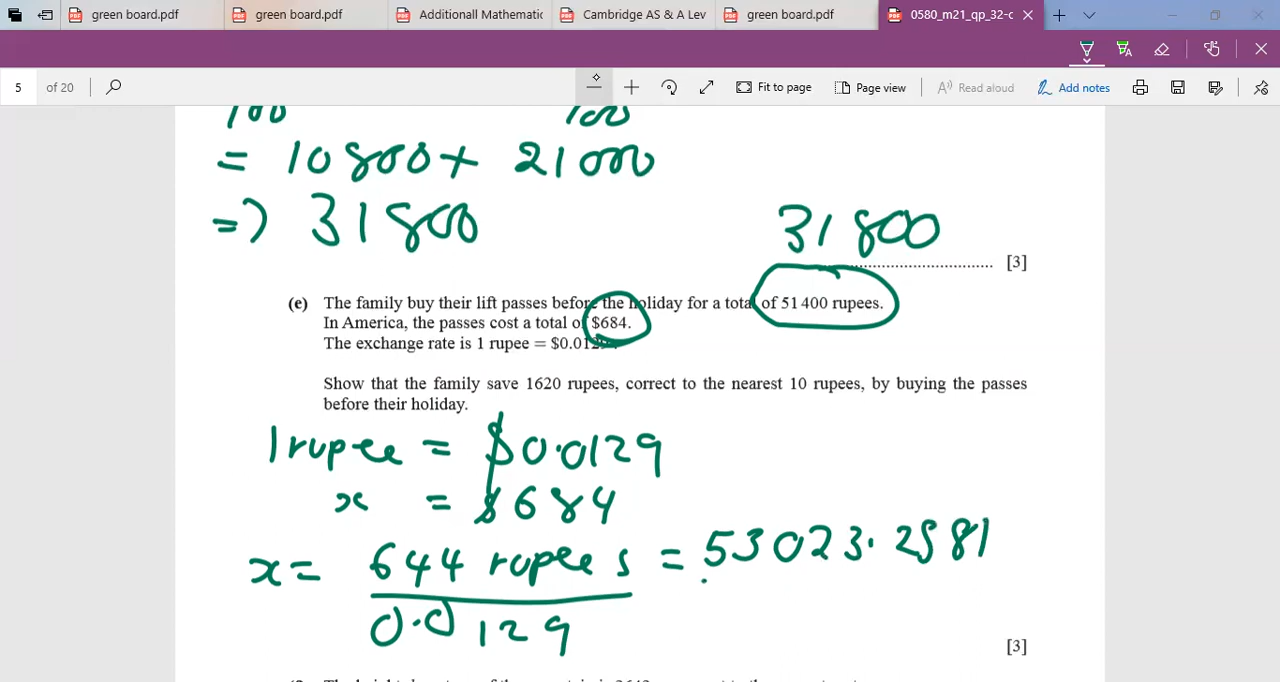 green board.pdf
green board.pdf
Additionall Mathematic
Cambridge AS & A Lev
green board.pdf
0580_m21_qp_32-c
5 of 20
Fit to page
Page view
Read aloud
Add notes
100 100
= 10800 + 21000
=> 31800
31 800
[3]
(e) The family buy their lift passes before the holiday for a total of 51 400 rupees.
In America, the passes cost a total of $684.
The exchange rate is 1 rupee = $0.0129.
Show that the family save 1620 rupees, correct to the nearest 10 rupees, by buying the passes
before their holiday.
1 rupee = $0.0129
x = $684
x = 644 rupees = 53023.2581
0.0129
[3]